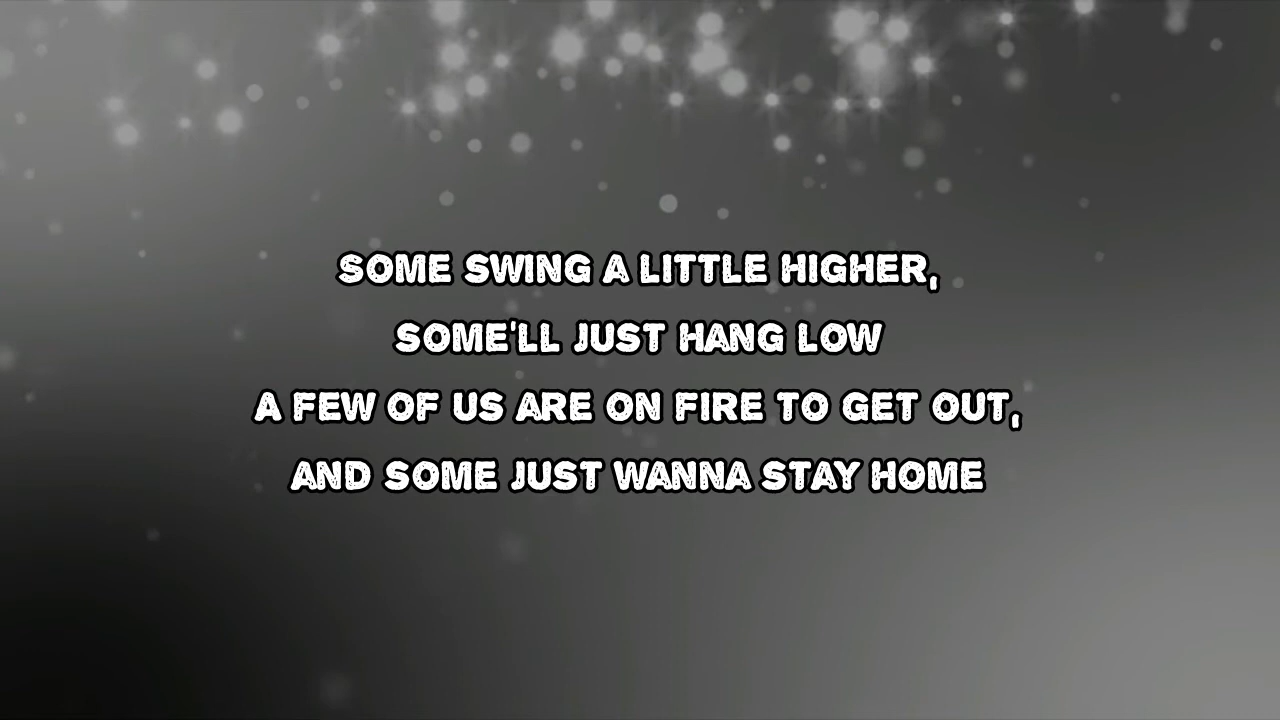 SOME SWING A LITTLE HIGHER,
SOME'LL JUST HANG LOW
A FEW OF US ARE ON FIRE TO GET OUT,
AND SOME JUST WANNA STAY HOME